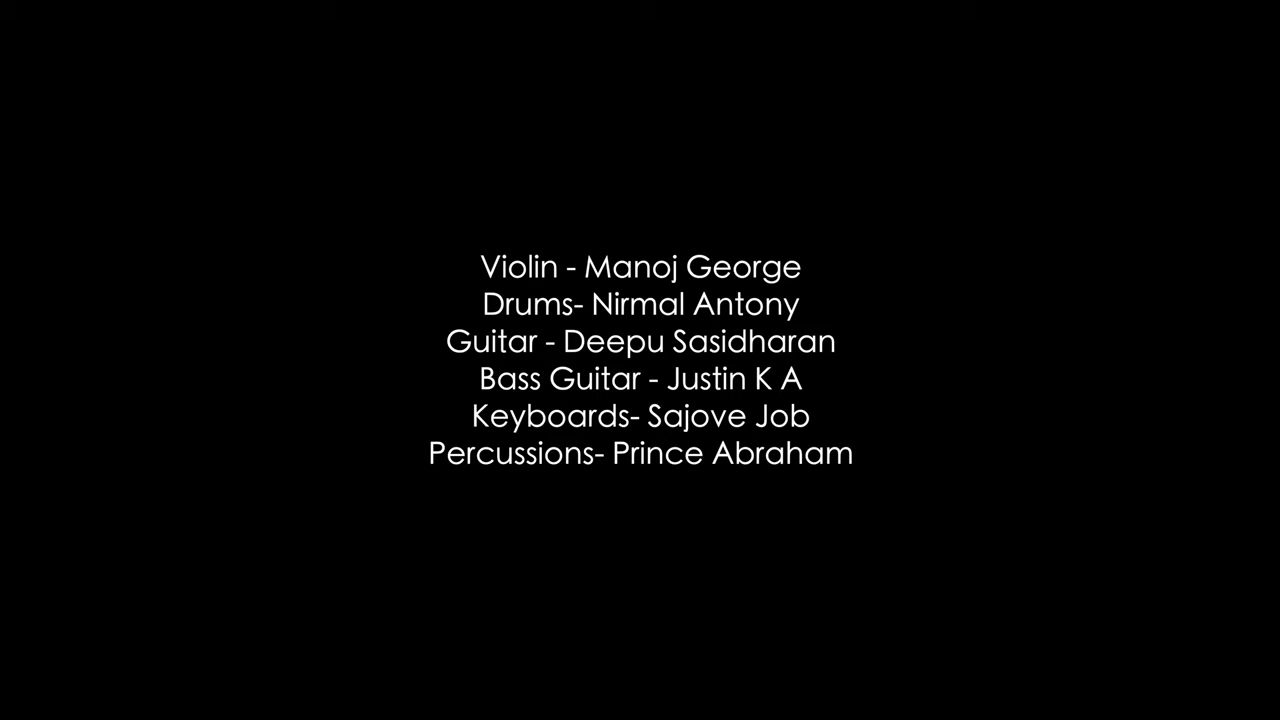 Violin - Manoj George
Drums- Nirmal Antony
Guitar - Deepu Sasidharan
Bass Guitar - Justin K A
Keyboards- Sajove Job
Percussions- Prince Abraham